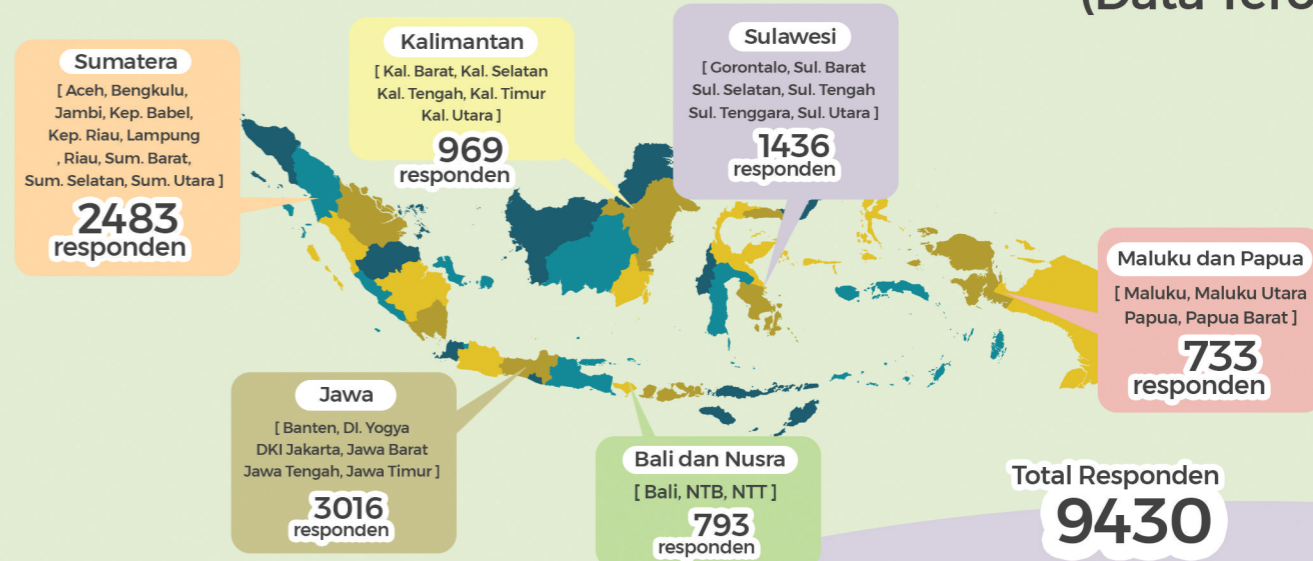 (Data
Sumatera
[ Aceh, Bengkulu,
Jambi, Kep. Babel,
Kep. Riau, Lampung
, Riau, Sum. Barat,
Sum. Selatan, Sum. Utara ]
2483
responden
Kalimantan
[ Kal. Barat, Kal. Selatan
Kal. Tengah, Kal. Timur
Kal. Utara ]
969
responden
Sulawesi
[ Gorontalo, Sul. Barat
Sul. Selatan, Sul. Tengah
Sul. Tenggara, Sul. Utara ]
1436
responden
Maluku dan Papua
[ Maluku, Maluku Utara
Papua, Papua Barat ]
733
responden
Jawa
[ Banten, DI. Yogya
DKI Jakarta, Jawa Barat
Jawa Tengah, Jawa Timur ]
3016
responden
Bali dan Nusra
[ Bali, NTB, NTT ]
793
responden
Total Responden
9430